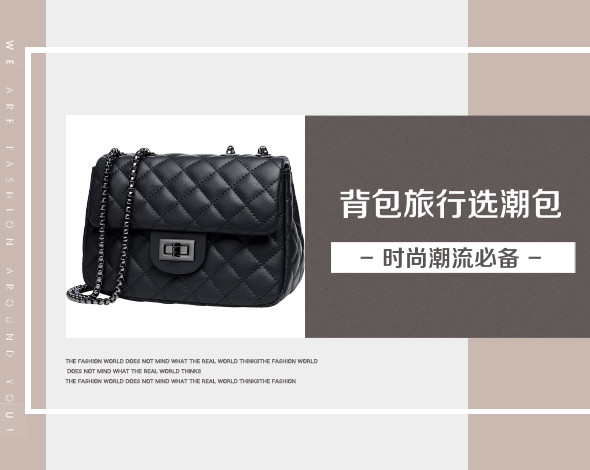 WE ARE FASHION AROUND YOU!
背包旅行选潮包
– 时尚潮流必备 –
THE FASHION WORLD DOES NOT MIND WHAT THE REAL WORLD THINKSTHE FASHION WORLD
DOES NOT MIND WHAT THE REAL WORLD THINKS
THE FASHION WORLD DOES NOT MIND WHAT THE REAL WORLD THINKSTHE FASHION